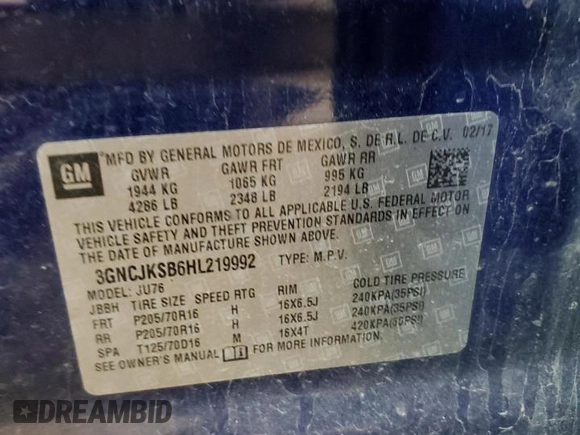 GM
MFD BY GENERAL MOTORS DE MEXICO, S. DE R.L. DE C.V. 02/17
GVWR GAWR FRT GAWR RR
1944 KG 1065 KG 995 KG
4286 LB 2348 LB 2194 LB
THIS VEHICLE CONFORMS TO ALL APPLICABLE U.S. FEDERAL MOTOR
VEHICLE SAFETY AND THEFT PREVENTION STANDARDS IN EFFECT ON
THE DATE OF MANUFACTURE SHOWN ABOVE.
3GNCJKSB6HL219992 TYPE: M.P.V.
MODEL: JU76
JBBH TIRE SIZE SPEED RTG RIM COLD TIRE PRESSURE
FRT P205/70R16 H 16X6.5J 240KPA(35PSI)
RR P205/70R16 H 16X6.5J 240KPA(35PSI)
SPA T125/70D16 M 16X4T 420KPA(60PSI)
SEE OWNER'S MANUAL FOR MORE INFORMATION.
DREAMBID